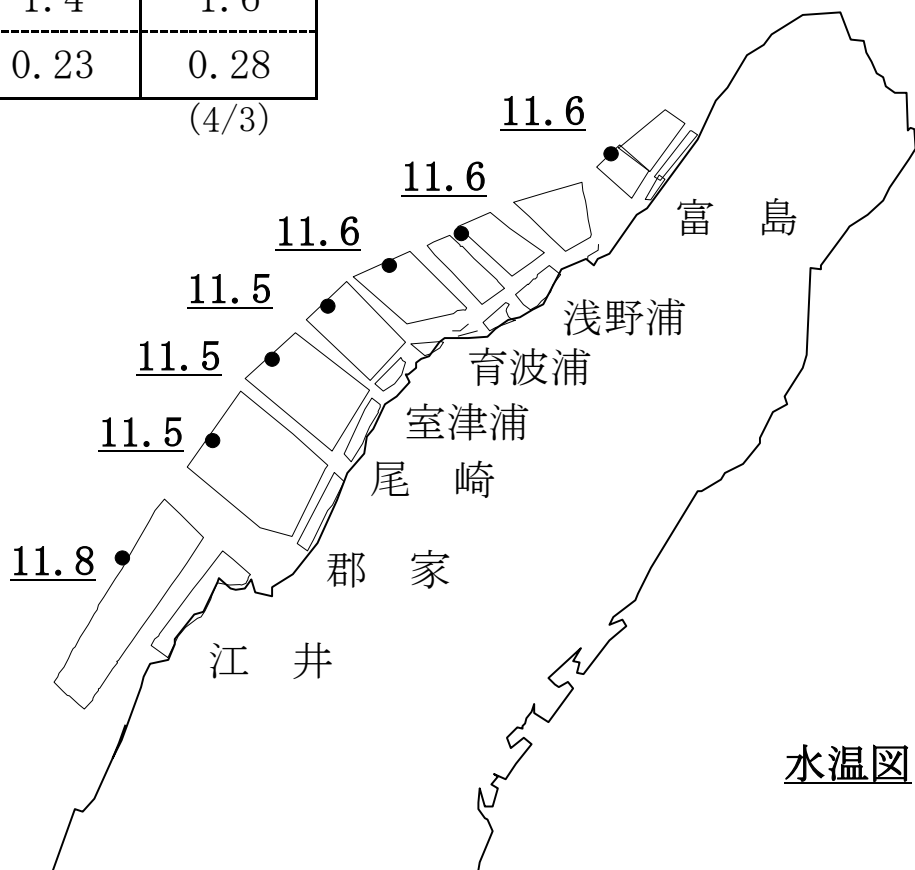 1.4 1.6
0.23 0.28
(4/3)
11.6
11.6
富 島
11.6
11.5
浅野浦
11.5
育波浦
11.5
室津浦
尾 崎
11.8
郡 家
江 井
水温図